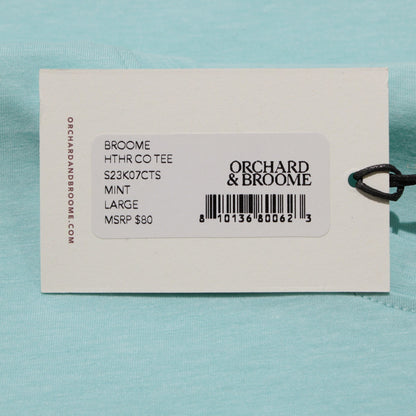 ORCHARDANDBROOME.COM
BROOME
HTHR CO TEE
S23K07CTS
MINT
LARGE
MSRP $80
ORCHARD
& BROOME
8 10136 80062 3